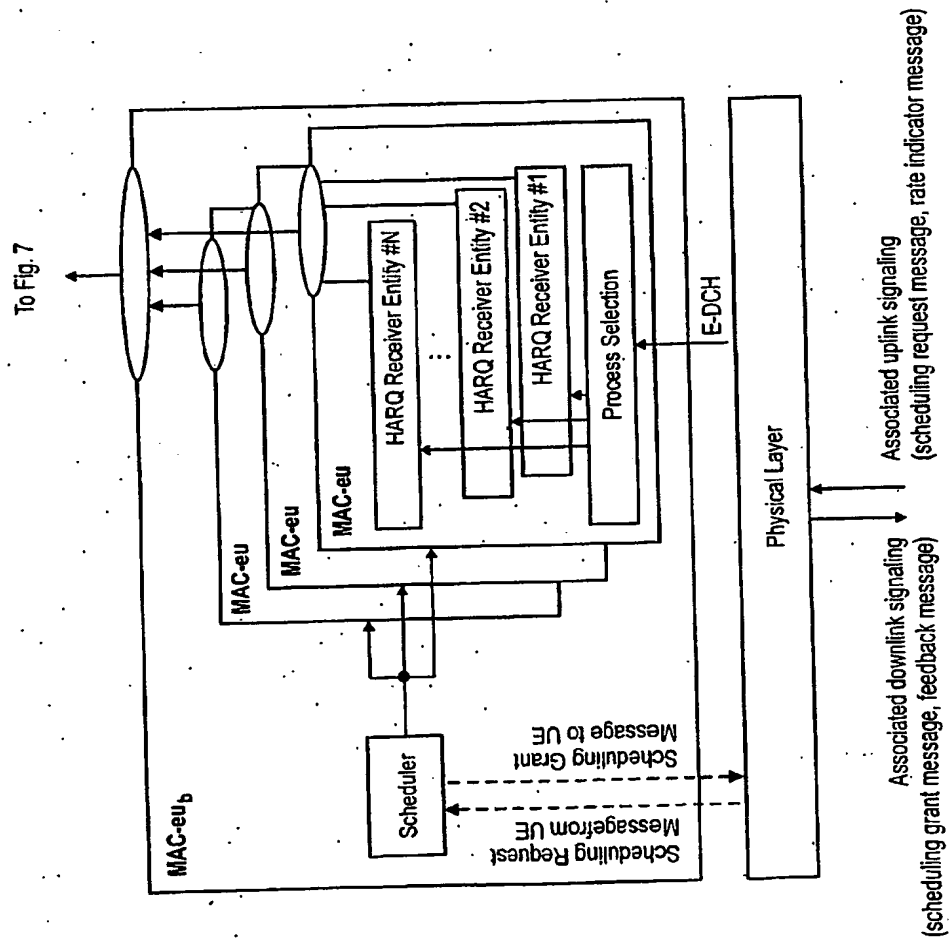 To Fig. 7
MAC-eu_b
MAC-eu
MAC-eu
MAC-eu
HARQ Receiver Entity #N
...
HARQ Receiver Entity #2
HARQ Receiver Entity #1
Process Selection
Scheduler
Scheduling Request
Messagefrom UE
Scheduling Grant
Message to UE
E-DCH
Physical Layer
Associated downlink signaling
(scheduling grant message, feedback message)
Associated uplink signaling
(scheduling request message, rate indicator message)